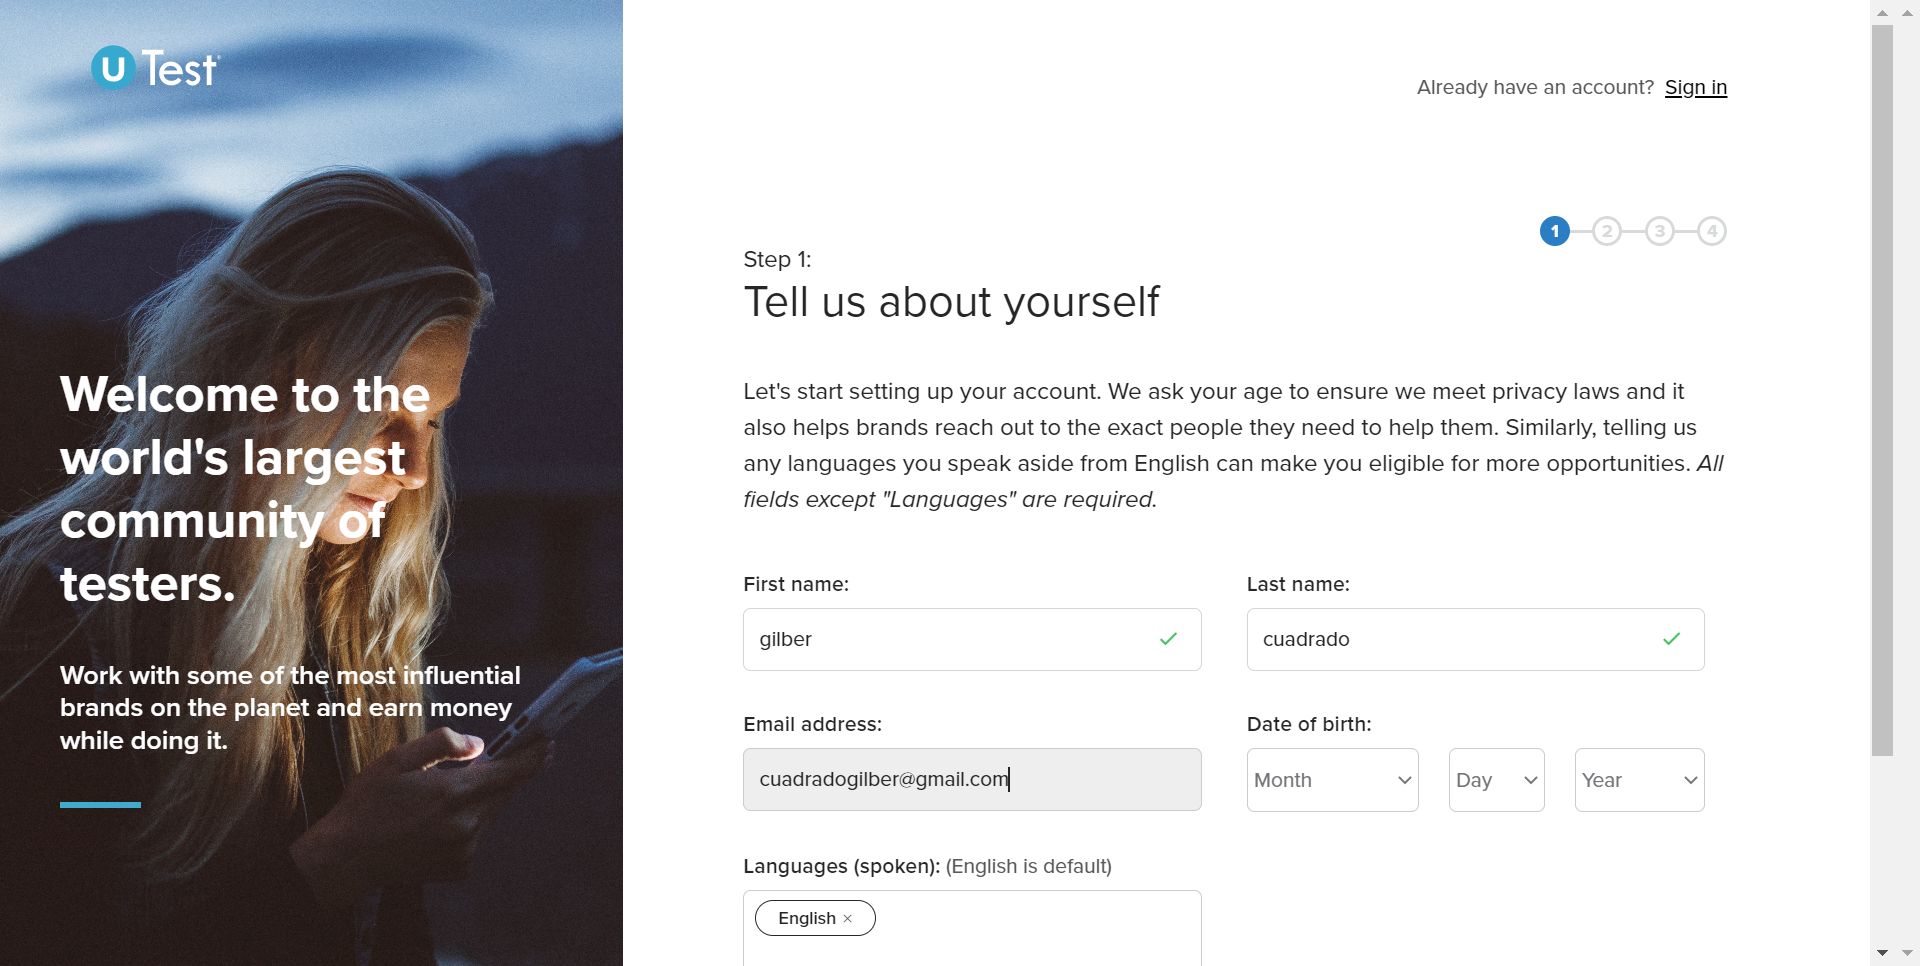 u Test
Already have an account? Sign in
1 2 3 4
Step 1:
Tell us about yourself
Let's start setting up your account. We ask your age to ensure we meet privacy laws and it
also helps brands reach out to the exact people they need to help them. Similarly, telling us
any languages you speak aside from English can make you eligible for more opportunities. All
fields except "Languages" are required.
Welcome to the
world's largest
community of
testers.
Work with some of the most influential
brands on the planet and earn money
while doing it.
First name:
gilber
Last name:
cuadrado
Email address:
cuadradogilber@gmail.com
Date of birth:
Month Day Year
Languages (spoken): (English is default)
English ×